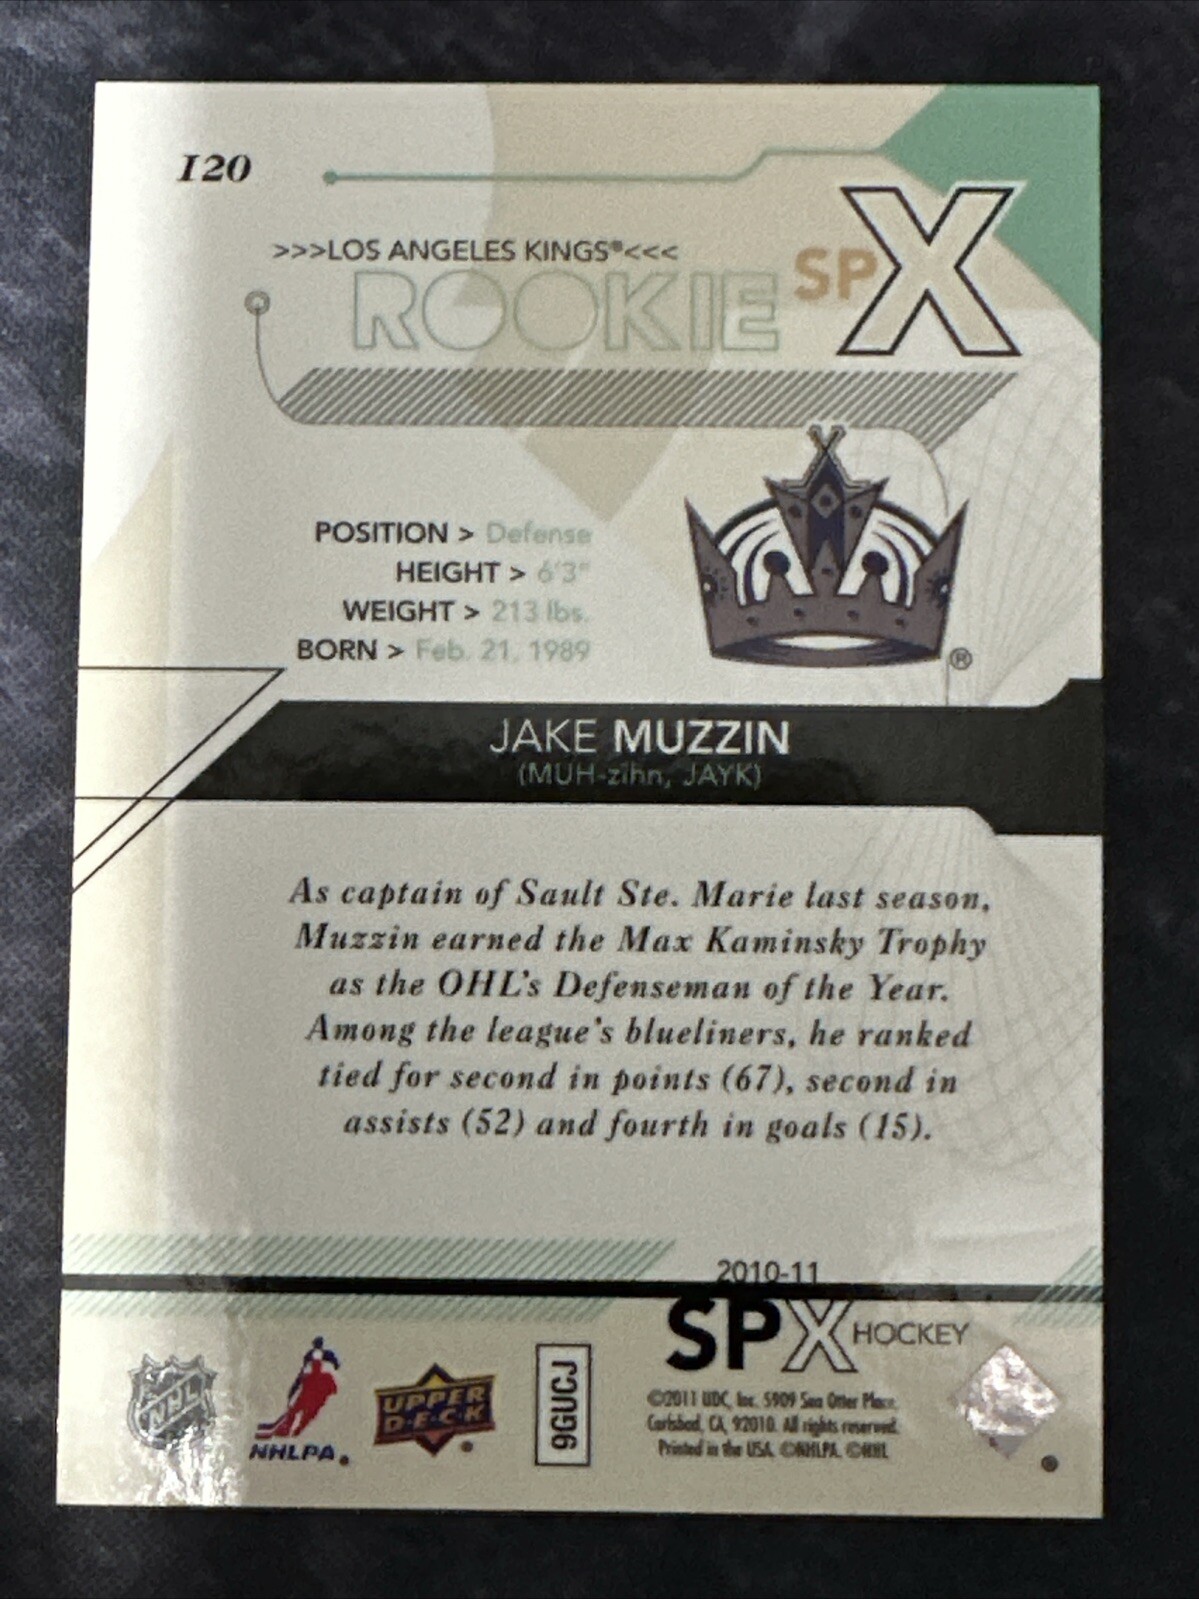 120
>>>LOS ANGELES KINGS®<<<
ROOKIE SPX
POSITION > Defense
HEIGHT > 6'3"
WEIGHT > 213 lbs.
BORN > Feb. 21, 1989
®
JAKE MUZZIN
(MUH-zihn, JAYK)
As captain of Sault Ste. Marie last season,
Muzzin earned the Max Kaminsky Trophy
as the OHL's Defenseman of the Year.
Among the league's blueliners, he ranked
tied for second in points (67), second in
assists (52) and fourth in goals (15).
2010-11
SPX HOCKEY
NHL
NHLPA®
UPPER
D·E·C·K®
9GUCJ
©2011 UDC, Inc. 5909 Sea Otter Place,
Carlsbad, CA, 92010. All rights reserved.
Printed in the USA. ©NHLPA. ©NHL